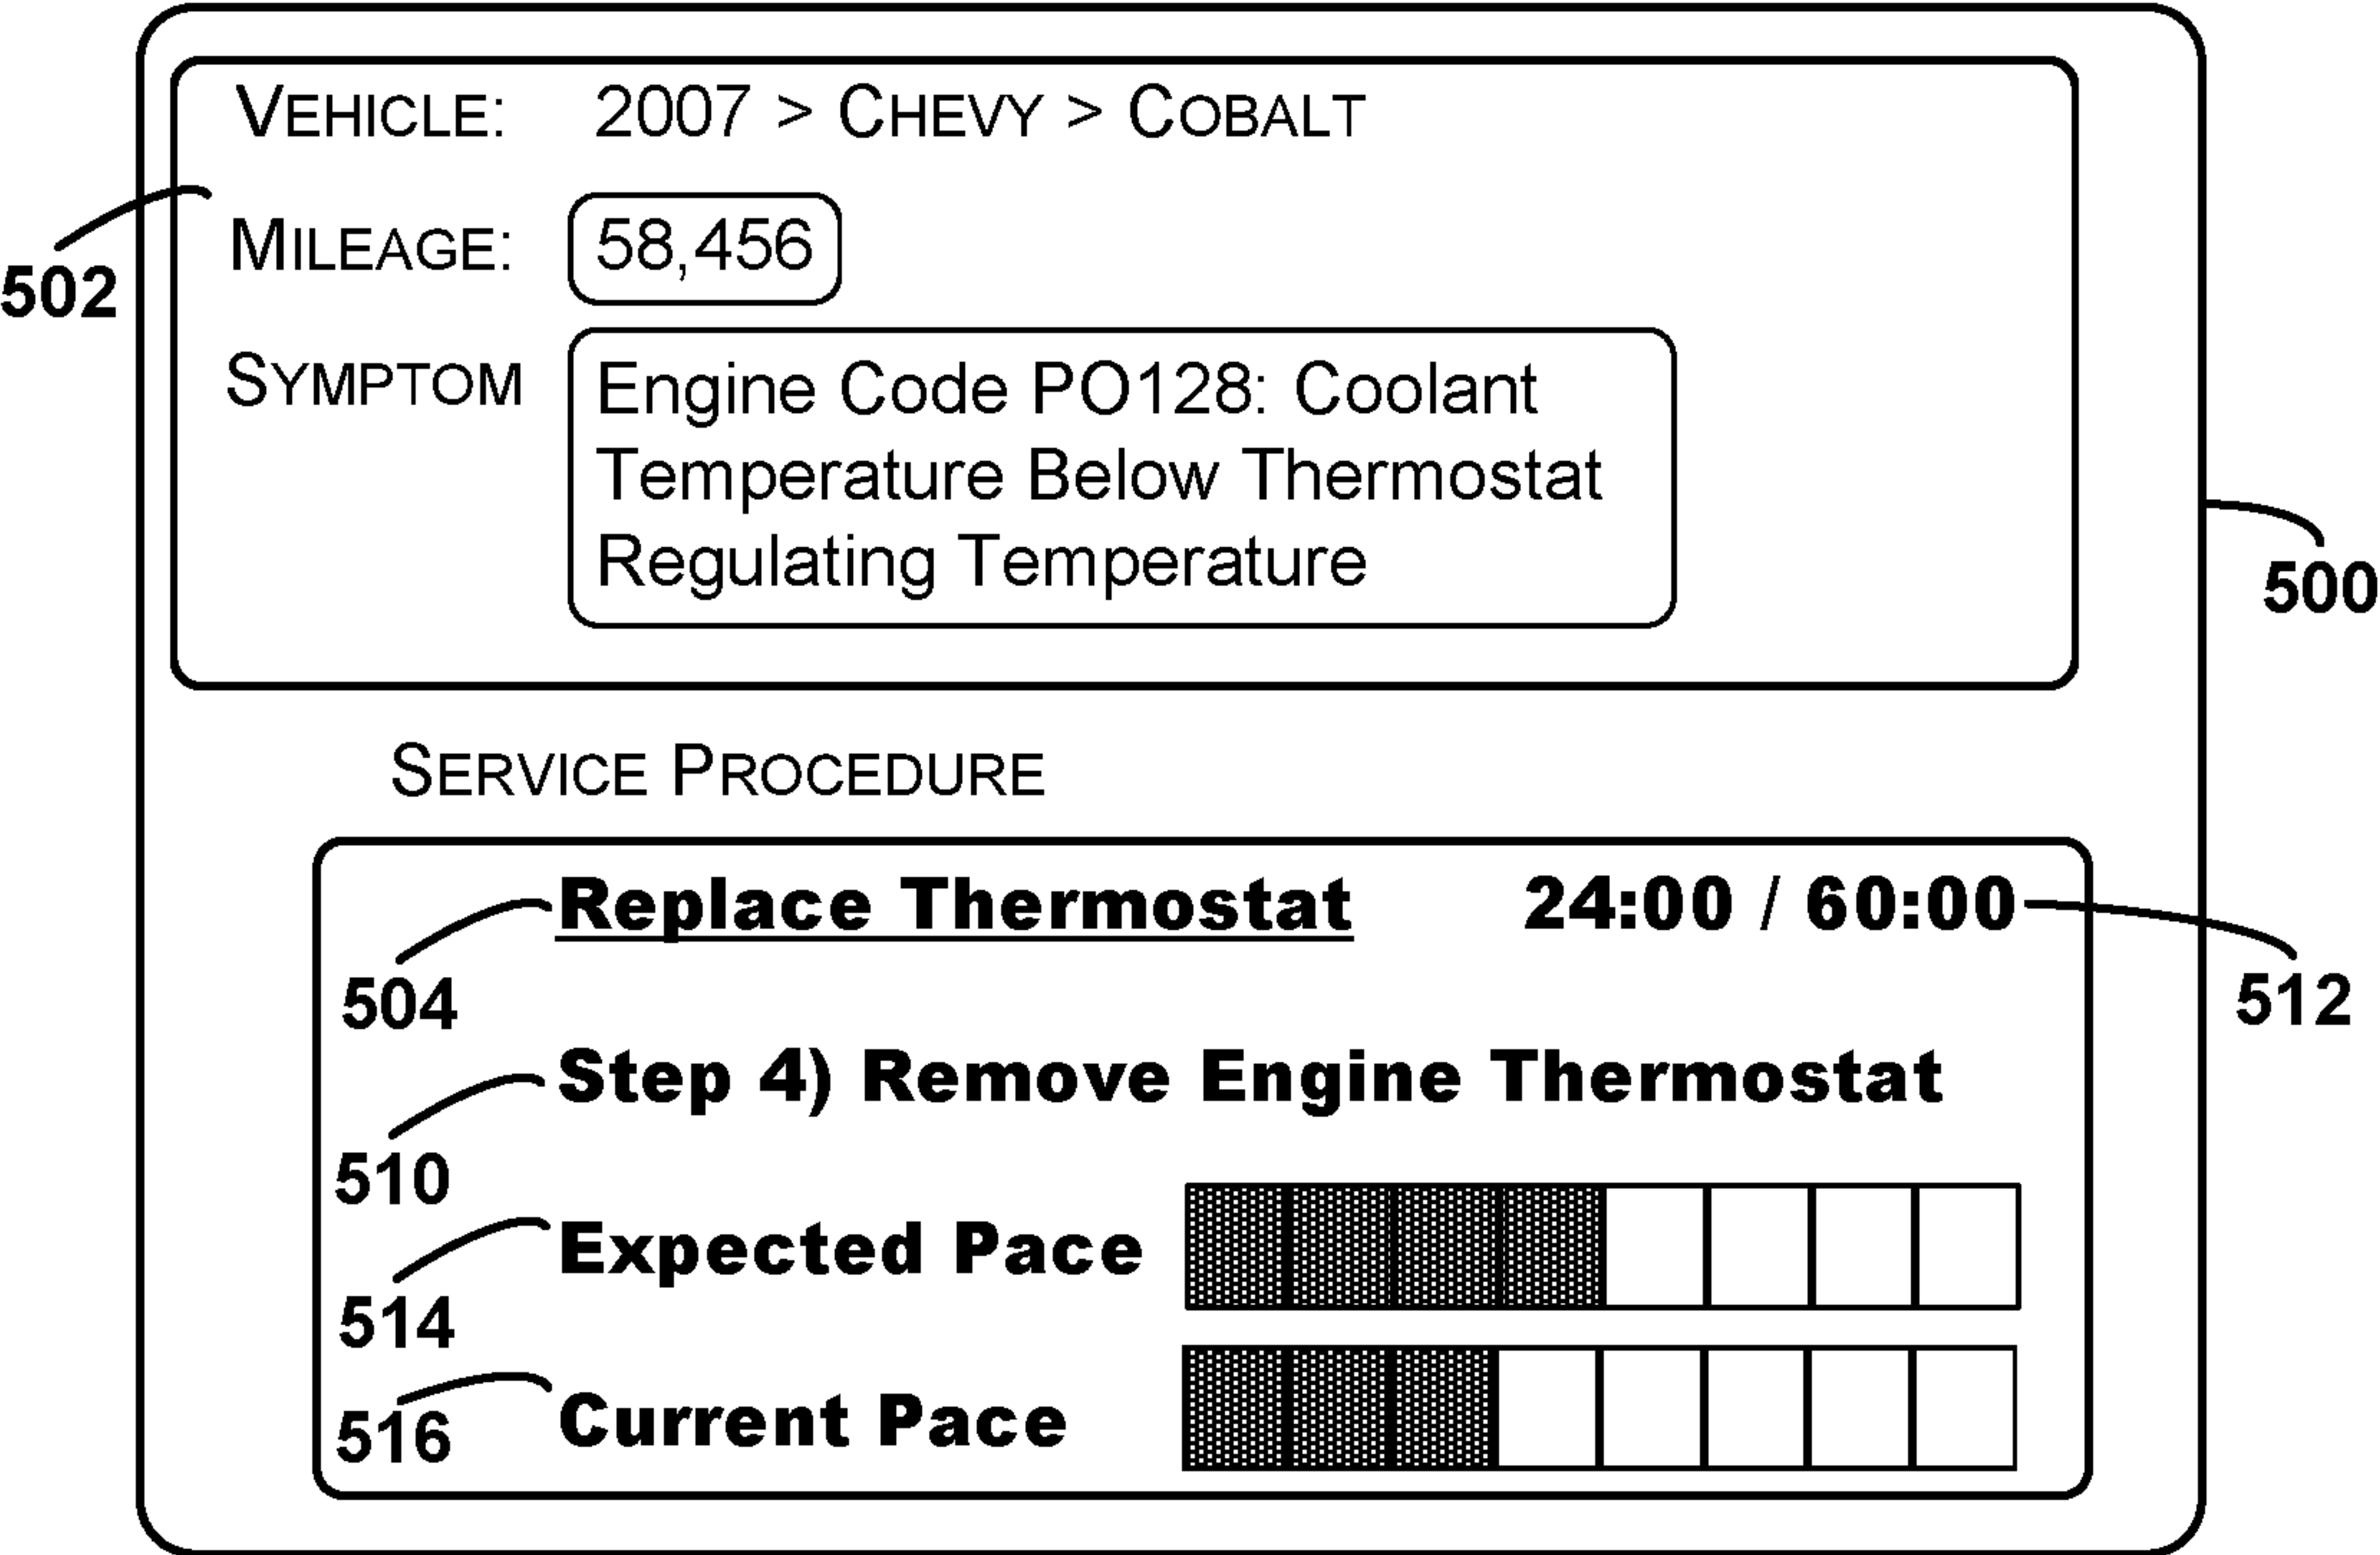 VEHICLE: 2007 > CHEVY > COBALT
MILEAGE: 58,456
502
SYMPTOM Engine Code PO128: Coolant
Temperature Below Thermostat
Regulating Temperature
500
SERVICE PROCEDURE
Replace Thermostat 24:00 / 60:00
504
512
Step 4) Remove Engine Thermostat
510
Expected Pace
514
Current Pace
516